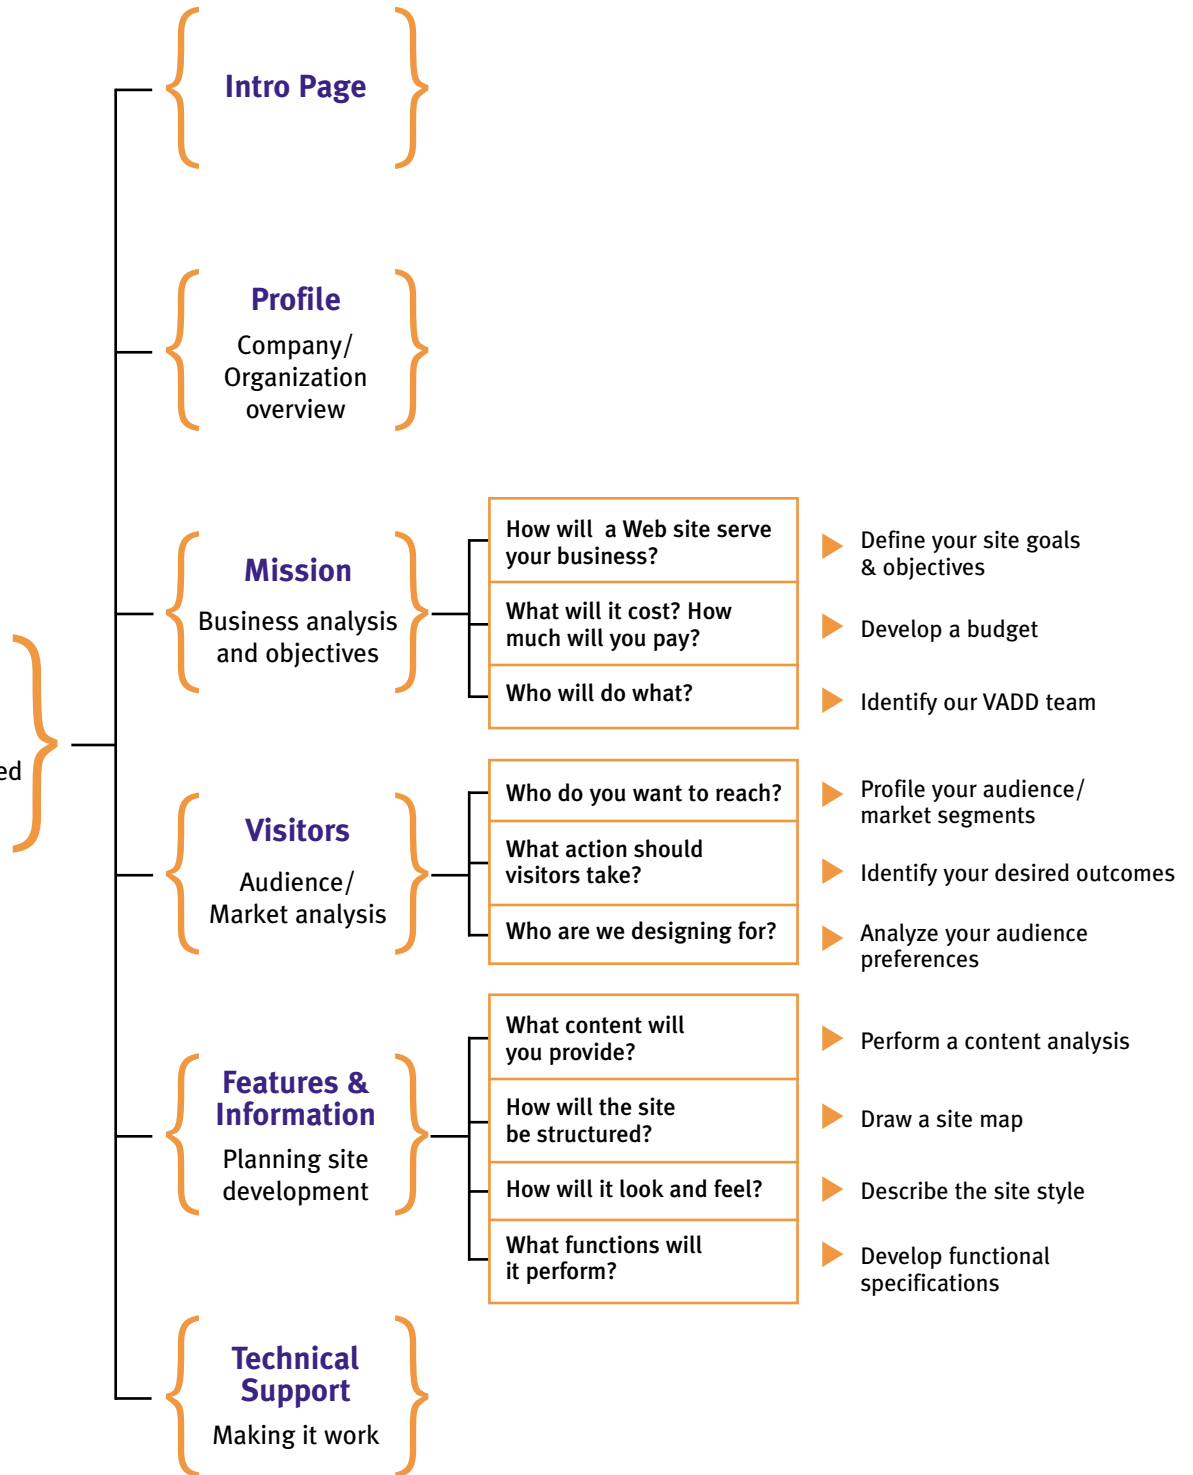 Intro Page
Profile
Company/
Organization
overview
Mission
Business analysis
and objectives
How will  a Web site serve
your business?
Define your site goals
& objectives
What will it cost? How
much will you pay?
Develop a budget
Who will do what?
Identify our VADD team
ed
Visitors
Audience/
Market analysis
Who do you want to reach?
Profile your audience/
market segments
What action should
visitors take?
Identify your desired outcomes
Who are we designing for?
Analyze your audience
preferences
Features &
Information
Planning site
development
What content will
you provide?
Perform a content analysis
How will the site
be structured?
Draw a site map
How will it look and feel?
Describe the site style
What functions will
it perform?
Develop functional
specifications
Technical
Support
Making it work